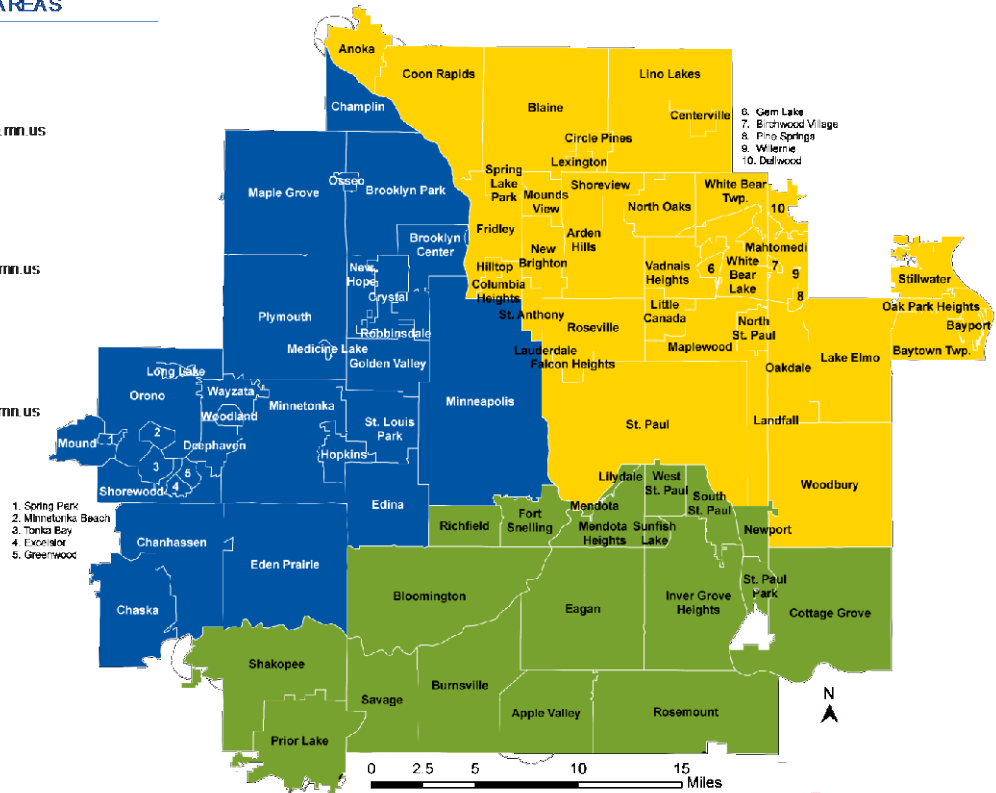 AREAS
mn.us
mn.us
mn.us
Anoka
Coon Rapids
Lino Lakes
Champlin
Blaine
Centerville
Circle Pines
Lexington
6. Gem Lake
7. Birchwood Village
8. Pine Springs
9. Willernie
10. Dellwood
Maple Grove
Osseo
Brooklyn Park
Spring
Lake
Park
Mounds
View
Shoreview
North Oaks
White Bear
Twp.
10
Brooklyn
Center
Fridley
New
Brighton
Arden
Hills
Mahtomedi
Vadnais
Heights
6
White
Bear
Lake
7
9
8
Stillwater
New
Hope
Crystal
Hilltop
Columbia
Heights
Oak Park Heights
Bayport
Baytown Twp.
Plymouth
Robbinsdale
St. Anthony
Roseville
Little
Canada
North
St. Paul
Maplewood
Medicine Lake
Golden Valley
Lauderdale
Falcon Heights
Oakdale
Lake Elmo
Long Lake
Orono
Wayzata
Woodland
Minnetonka
Minneapolis
St. Louis
Park
St. Paul
Landfall
Mound
1
2
3
4
5
Deephaven
Hopkins
Shorewood
Edina
Lilydale
West
St. Paul
South
St. Paul
Woodbury
1. Spring Park
2. Minnetonka Beach
3. Tonka Bay
4. Excelsior
5. Greenwood
Richfield
Fort
Snelling
Mendota
Mendota
Heights
Sunfish
Lake
Newport
Chanhassen
Eden Prairie
Chaska
Bloomington
Eagan
Inver Grove
Heights
St. Paul
Park
Cottage Grove
Shakopee
Savage
Burnsville
Prior Lake
Apple Valley
Rosemount
N
0 2.5 5 10 15
Miles